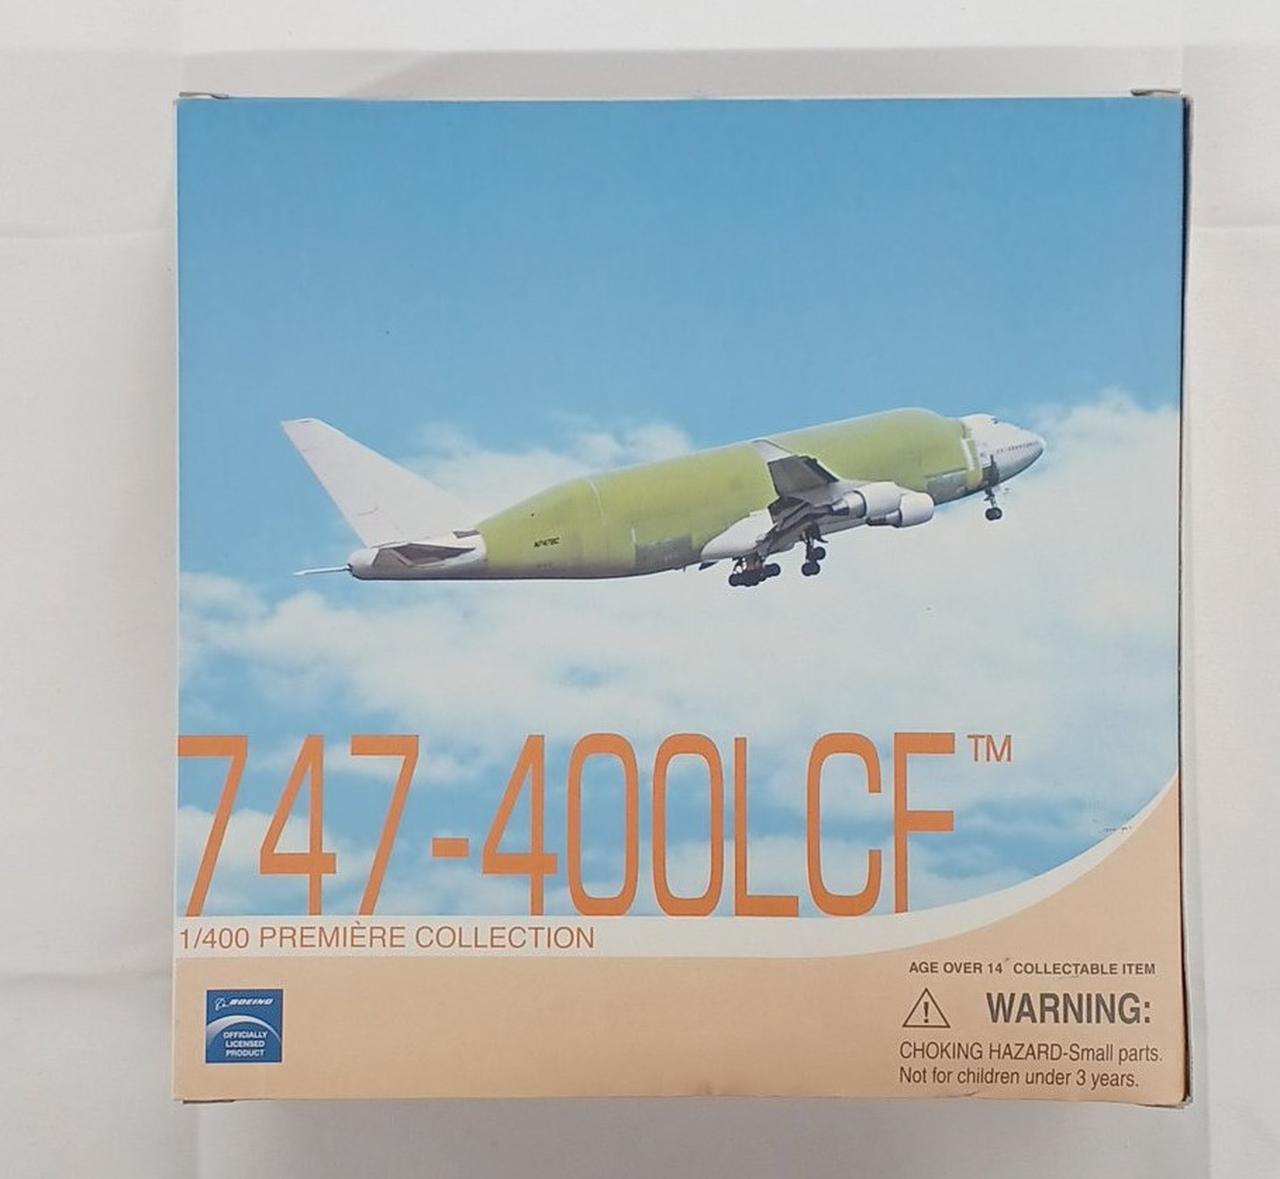 N747BC
747-400LCF™
1/400 PREMIÈRE COLLECTION
AGE OVER 14 COLLECTABLE ITEM
WARNING:
CHOKING HAZARD-Small parts.
Not for children under 3 years.
BOEING
OFFICIALLY
LICENSED
PRODUCT